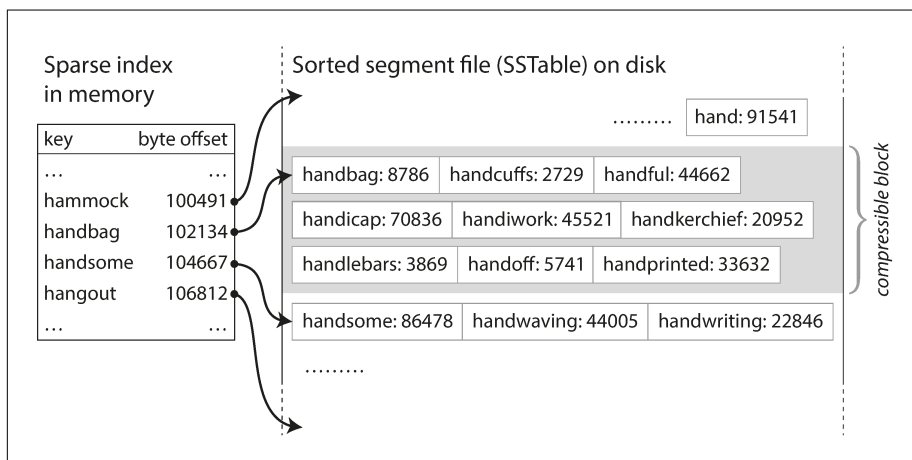 Sparse index
in memory
key byte offset
... ...
hammock 100491
handbag 102134
handsome 104667
hangout 106812
... ...
Sorted segment file (SSTable) on disk
......... hand: 91541
handbag: 8786 handcuffs: 2729 handful: 44662
handicap: 70836 handiwork: 45521 handkerchief: 20952
handlebars: 3869 handoff: 5741 handprinted: 33632
handsome: 86478 handwaving: 44005 handwriting: 22846
.........
compressible block